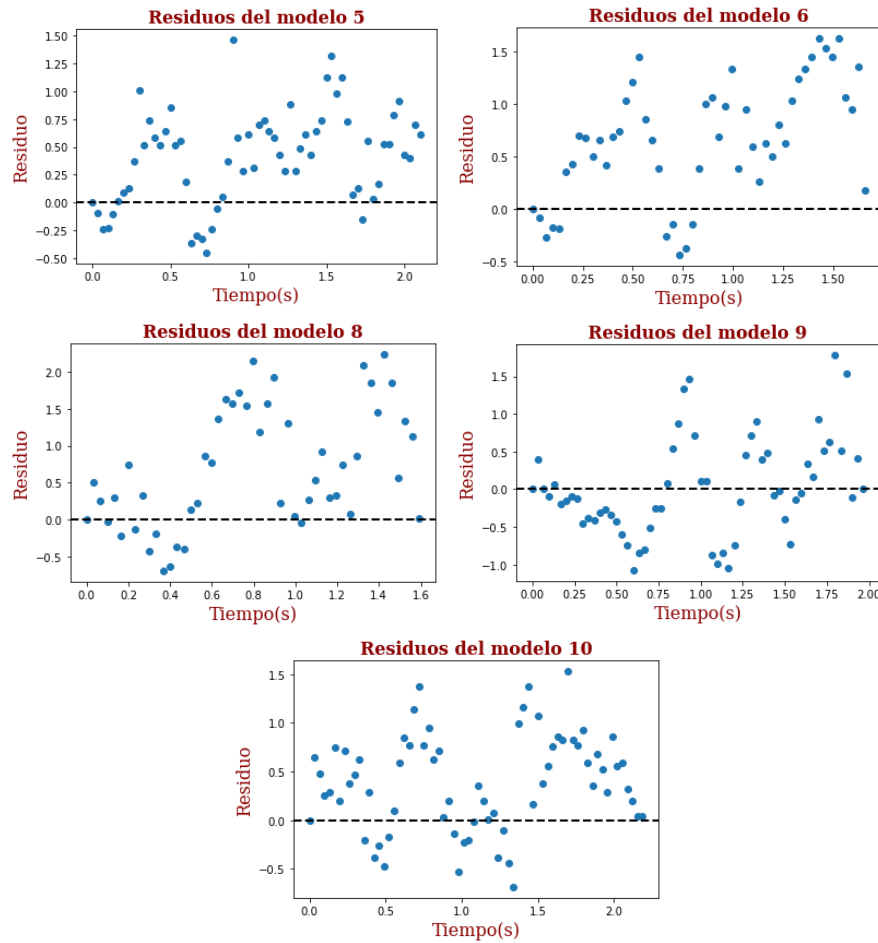 Residuos del modelo 5
1.50
1.25
1.00
0.75
0.50
0.25
0.00
−0.25
−0.50
Residuo
0.0 0.5 1.0 1.5 2.0
Tiempo(s)
Residuos del modelo 6
1.5
1.0
0.5
0.0
−0.5
Residuo
0.00 0.25 0.50 0.75 1.00 1.25 1.50
Tiempo(s)
Residuos del modelo 8
2.0
1.5
1.0
0.5
0.0
−0.5
Residuo
0.0 0.2 0.4 0.6 0.8 1.0 1.2 1.4 1.6
Tiempo(s)
Residuos del modelo 9
1.5
1.0
0.5
0.0
−0.5
−1.0
Residuo
0.00 0.25 0.50 0.75 1.00 1.25 1.50 1.75 2.00
Tiempo(s)
Residuos del modelo 10
1.5
1.0
0.5
0.0
−0.5
Residuo
0.0 0.5 1.0 1.5 2.0
Tiempo(s)